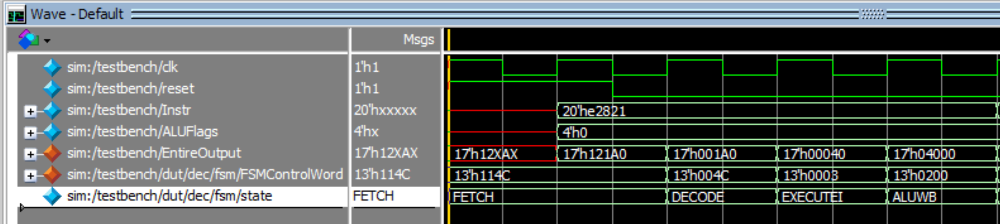 Wave - Default
Msgs
sim:/testbench/clk 1'h1
sim:/testbench/reset 1'h1
sim:/testbench/Instr 20'hxxxxx 20'he2821
sim:/testbench/ALUFlags 4'hx 4'h0
sim:/testbench/EntireOutput 17'h12XAX 17'h12XAX 17'h121A0 17'h001A0 17'h00040 17'h04000
sim:/testbench/dut/dec/fsm/FSMControlWord 13'h114C 13'h114C 13'h004C 13'h0003 13'h0200
sim:/testbench/dut/dec/fsm/state FETCH FETCH DECODE EXECUTEI ALUWB